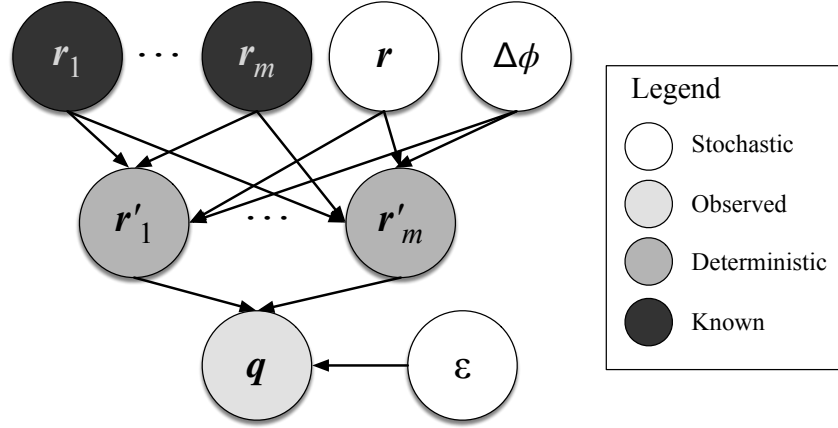 r₁ ··· rₘ r Δϕ
Legend
Stochastic
r'₁ ··· r'ₘ
Observed
Deterministic
Known
q ε